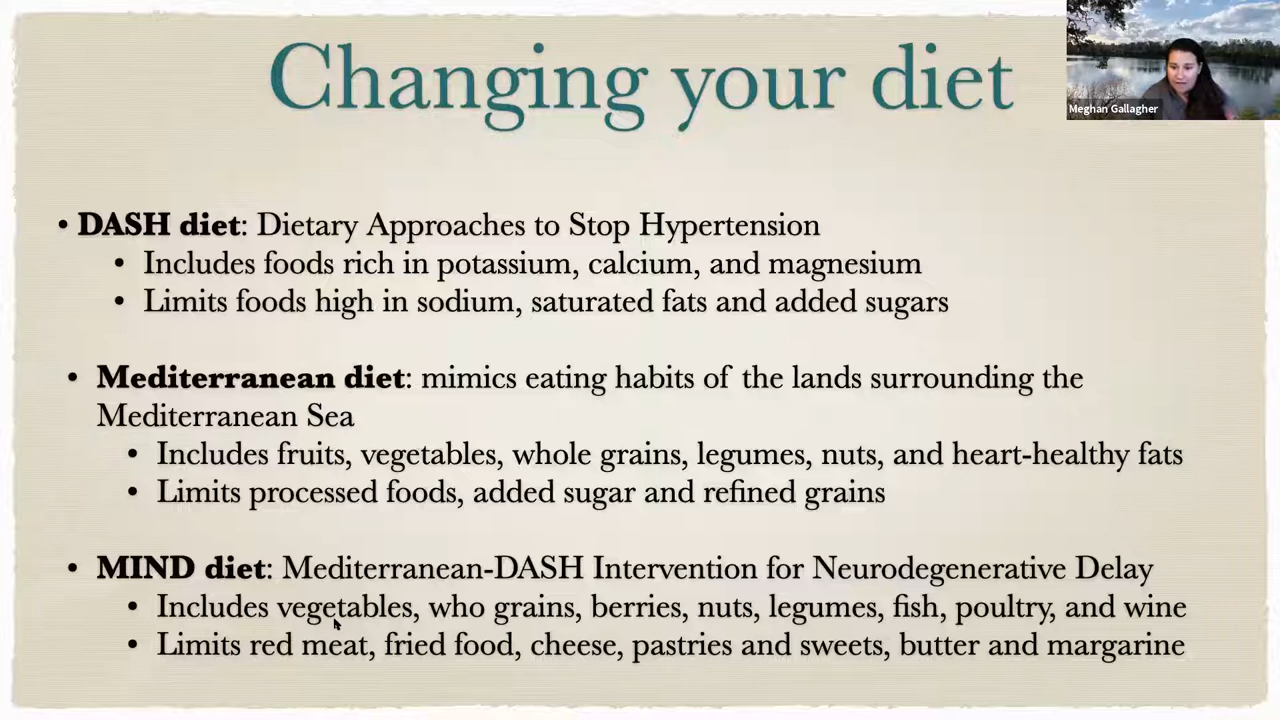 Changing your diet
Meghan Gallagher
• DASH diet: Dietary Approaches to Stop Hypertension
• Includes foods rich in potassium, calcium, and magnesium
• Limits foods high in sodium, saturated fats and added sugars
• Mediterranean diet: mimics eating habits of the lands surrounding the
Mediterranean Sea
• Includes fruits, vegetables, whole grains, legumes, nuts, and heart-healthy fats
• Limits processed foods, added sugar and refined grains
• MIND diet: Mediterranean-DASH Intervention for Neurodegenerative Delay
• Includes vegetables, who grains, berries, nuts, legumes, fish, poultry, and wine
• Limits red meat, fried food, cheese, pastries and sweets, butter and margarine